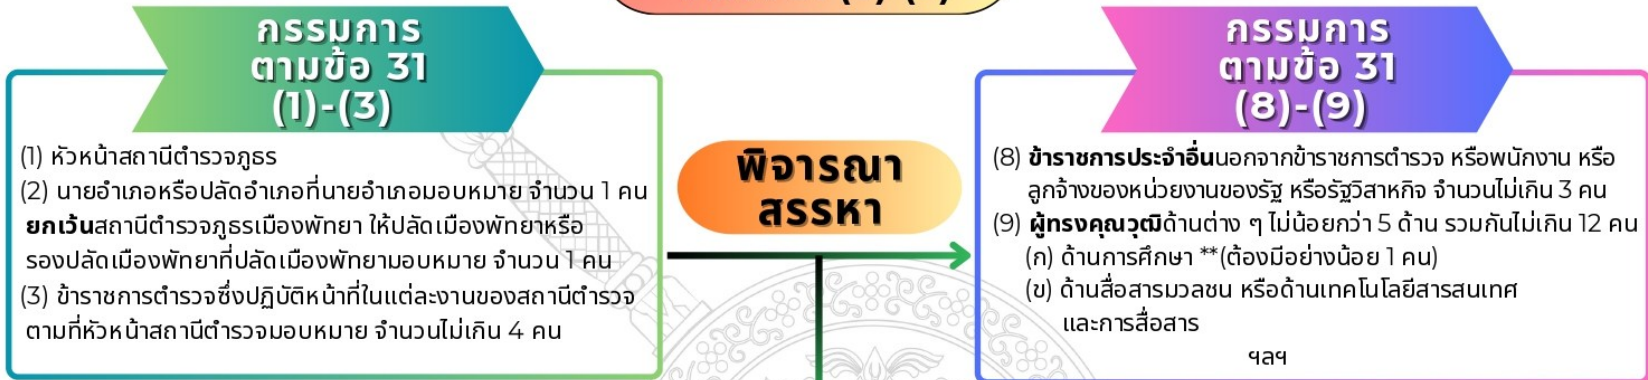 กรรมการ
ตามข้อ 31
(1)-(3)
(1) หัวหน้าสถานีตำรวจภูธร
(2) นายอำเภอหรือปลัดอำเภอที่นายอำเภอมอบหมาย จำนวน 1 คน
ยกเว้นสถานีตำรวจภูธรเมืองพัทยา ให้ปลัดเมืองพัทยาหรือ
รองปลัดเมืองพัทยาที่ปลัดเมืองพัทยามอบหมาย จำนวน 1 คน
(3) ข้าราชการตำรวจซึ่งปฏิบัติหน้าที่ในแต่ละงานของสถานีตำรวจ
ตามที่หัวหน้าสถานีตำรวจมอบหมาย จำนวนไม่เกิน 4 คน
พิจารณา
สรรหา
กรรมการ
ตามข้อ 31
(8)-(9)
(8) ข้าราชการประจำอื่นนอกจากข้าราชการตำรวจ หรือพนักงาน หรือ
ลูกจ้างของหน่วยงานของรัฐ หรือรัฐวิสาหกิจ จำนวนไม่เกิน 3 คน
(9) ผู้ทรงคุณวุฒิด้านต่าง ๆ ไม่น้อยกว่า 5 ด้าน รวมกันไม่เกิน 12 คน
(ก) ด้านการศึกษา **(ต้องมีอย่างน้อย 1 คน)
(ข) ด้านสื่อสารมวลชน หรือด้านเทคโนโลยีสารสนเทศ
และการสื่อสาร
ฯลฯ